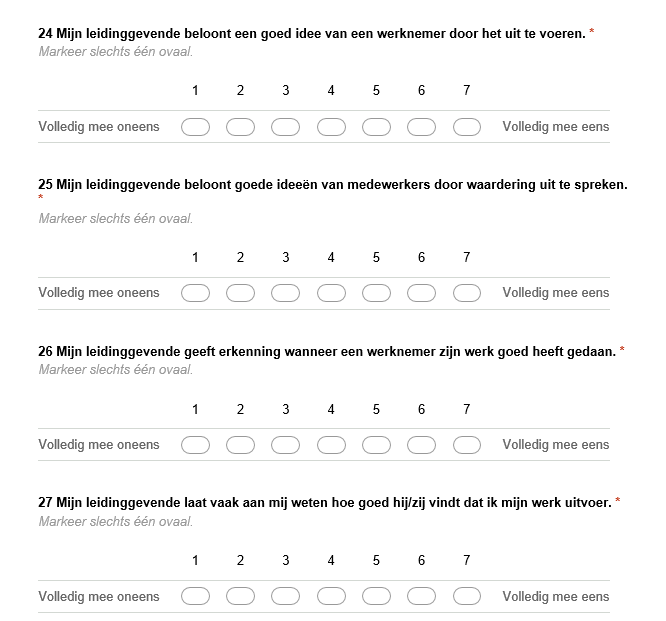 24 Mijn leidinggevende beloont een goed idee van een werknemer door het uit te voeren. *
Markeer slechts één ovaal.
1 2 3 4 5 6 7
Volledig mee oneens Volledig mee eens
25 Mijn leidinggevende beloont goede ideeën van medewerkers door waardering uit te spreken.
*
Markeer slechts één ovaal.
1 2 3 4 5 6 7
Volledig mee oneens Volledig mee eens
26 Mijn leidinggevende geeft erkenning wanneer een werknemer zijn werk goed heeft gedaan. *
Markeer slechts één ovaal.
1 2 3 4 5 6 7
Volledig mee oneens Volledig mee eens
27 Mijn leidinggevende laat vaak aan mij weten hoe goed hij/zij vindt dat ik mijn werk uitvoer. *
Markeer slechts één ovaal.
1 2 3 4 5 6 7
Volledig mee oneens Volledig mee eens